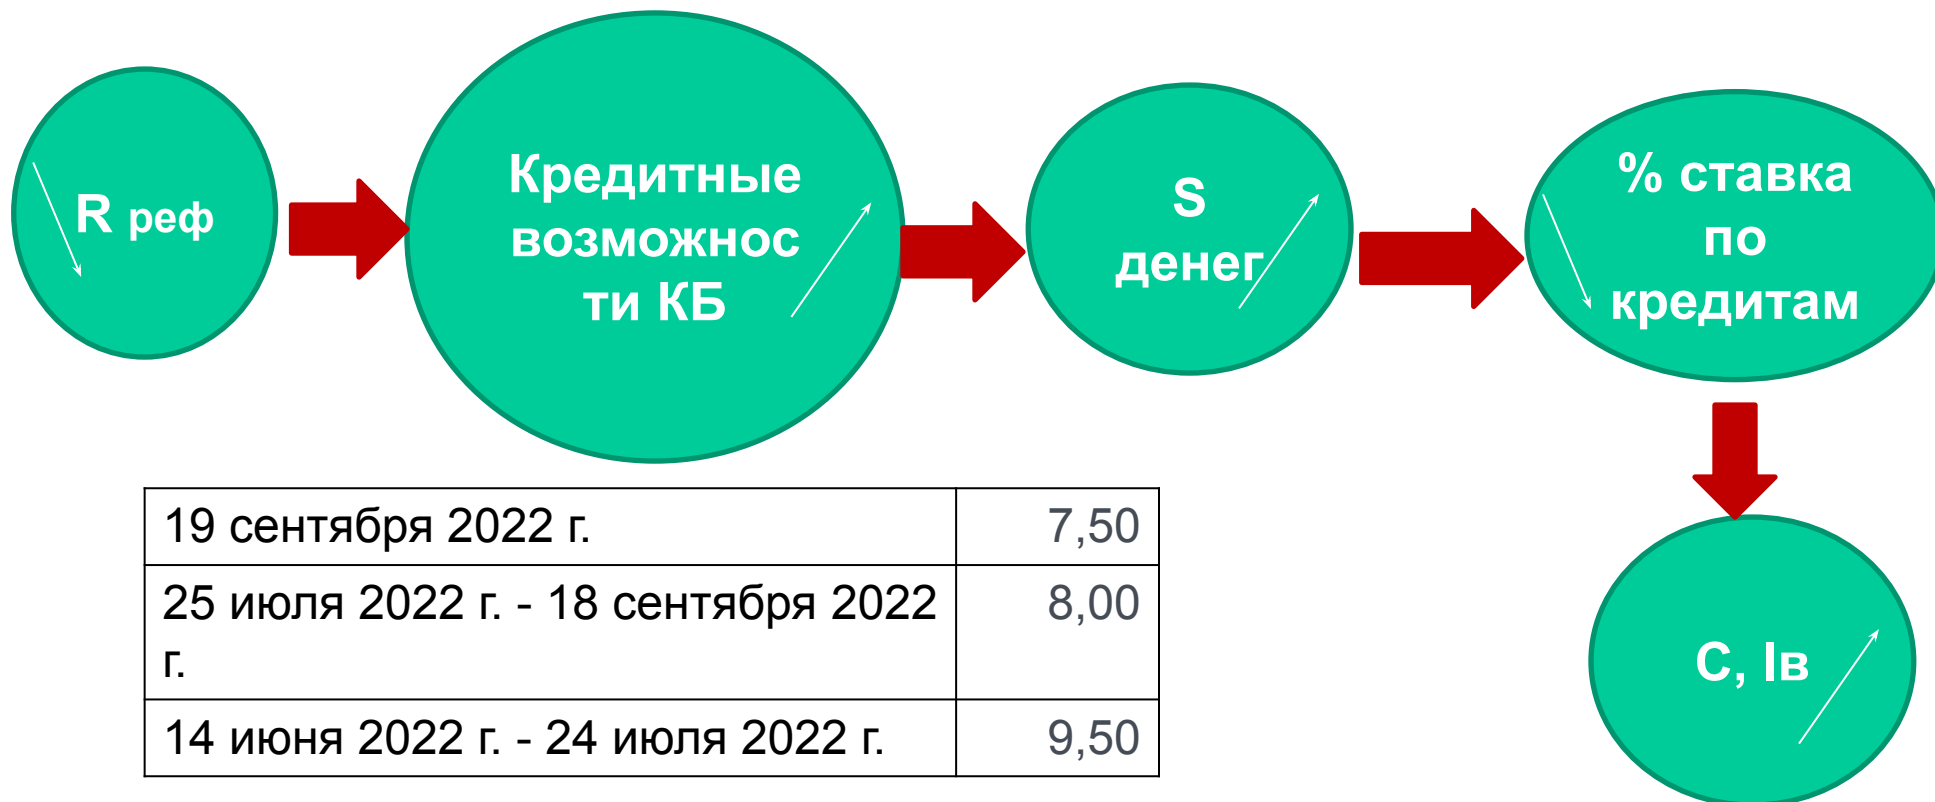 R реф
Кредитные
возможнос
ти КБ
S
денег
% ставка
по
кредитам
19 сентября 2022 г. 7,50
25 июля 2022 г. - 18 сентября 2022 8,00
г.
14 июня 2022 г. - 24 июля 2022 г. 9,50
С, Iв